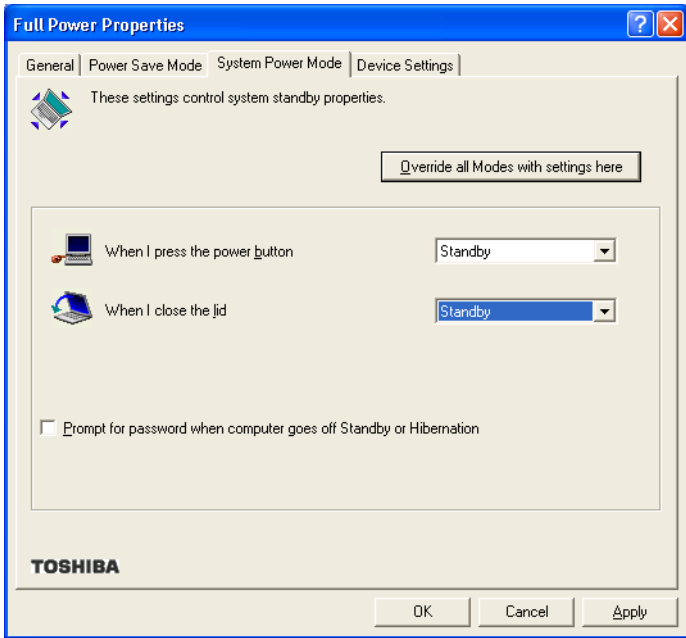 Full Power Properties
General
Power Save Mode
System Power Mode
Device Settings
These settings control system standby properties.
Override all Modes with settings here
When I press the power button
Standby
When I close the lid
Standby
Prompt for password when computer goes off Standby or Hibernation
TOSHIBA
OK
Cancel
Apply